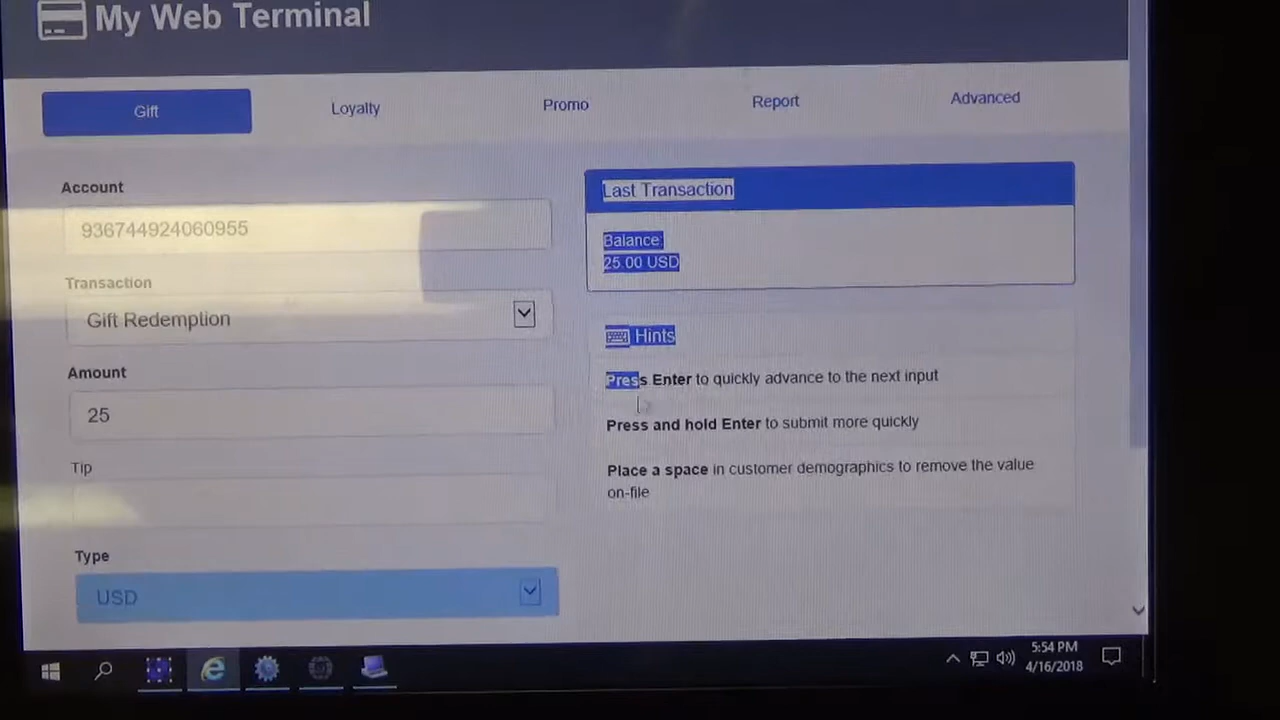 My Web Terminal
Gift
Loyalty
Promo
Report
Advanced
Account
936744924060955
Transaction
Gift Redemption
Amount
25
Tip
Type
USD
Last Transaction
Balance:
25.00 USD
Hints
Press Enter to quickly advance to the next input
Press and hold Enter to submit more quickly
Place a space in customer demographics to remove the value
on-file
5:54 PM
4/16/2018